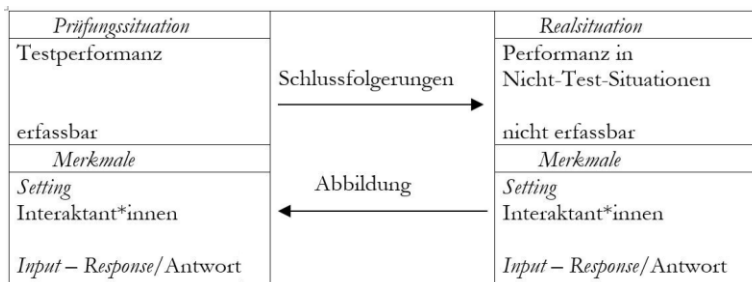 Prüfungssituation
Testperformanz
erfassbar
Merkmale
Setting
Interaktant*innen
Input – Response/Antwort
Schlussfolgerungen
Abbildung
Realsituation
Performanz in
Nicht-Test-Situationen
nicht erfassbar
Merkmale
Setting
Interaktant*innen
Input – Response/Antwort